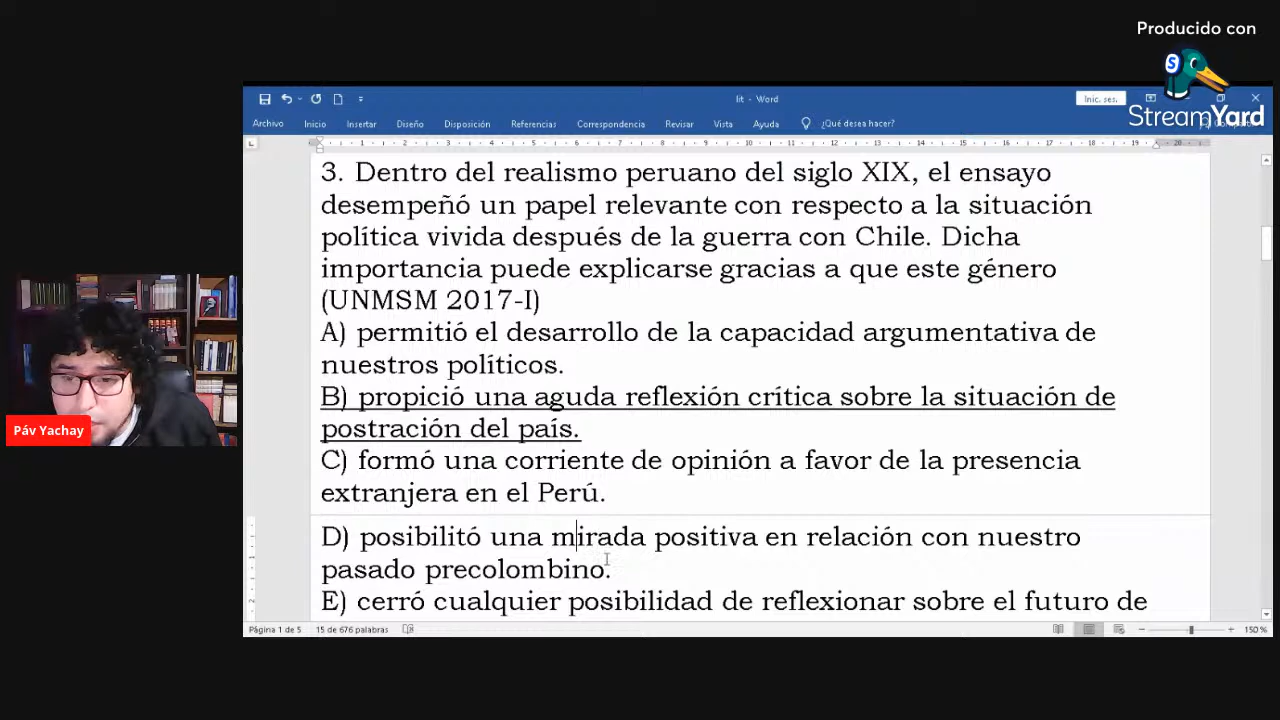 Producido con
StreamYard
lit - Word
Inic. ses.
Archivo Inicio Insertar Diseño Disposición Referencias Correspondencia Revisar Vista Ayuda ¿Qué desea hacer?
3. Dentro del realismo peruano del siglo XIX, el ensayo
desempeñó un papel relevante con respecto a la situación
política vivida después de la guerra con Chile. Dicha
importancia puede explicarse gracias a que este género
(UNMSM 2017-I)
A) permitió el desarrollo de la capacidad argumentativa de
nuestros políticos.
B) propició una aguda reflexión crítica sobre la situación de
postración del país.
C) formó una corriente de opinión a favor de la presencia
extranjera en el Perú.
D) posibilitó una mirada positiva en relación con nuestro
pasado precolombino.
E) cerró cualquier posibilidad de reflexionar sobre el futuro de
Páv Yachay
Página 1 de 5 15 de 676 palabras 150 %